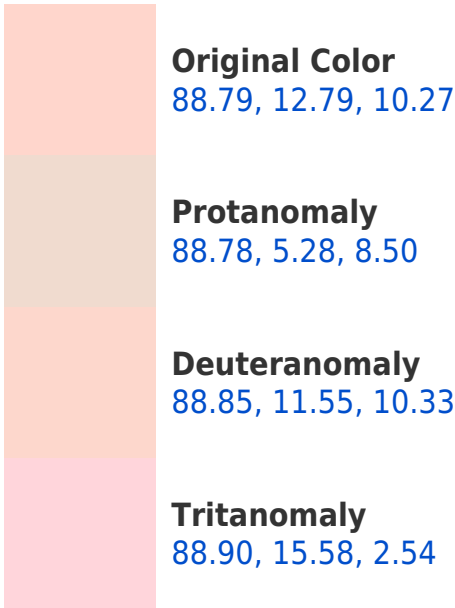 Original Color
88.79, 12.79, 10.27
Protanomaly
88.78, 5.28, 8.50
Deuteranomaly
88.85, 11.55, 10.33
Tritanomaly
88.90, 15.58, 2.54